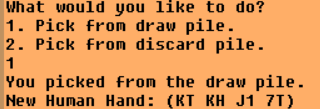 What would you like to do?
1. Pick from draw pile.
2. Pick from discard pile.
1
You picked from the draw pile.
New Human Hand: (KT KH J1 7T)